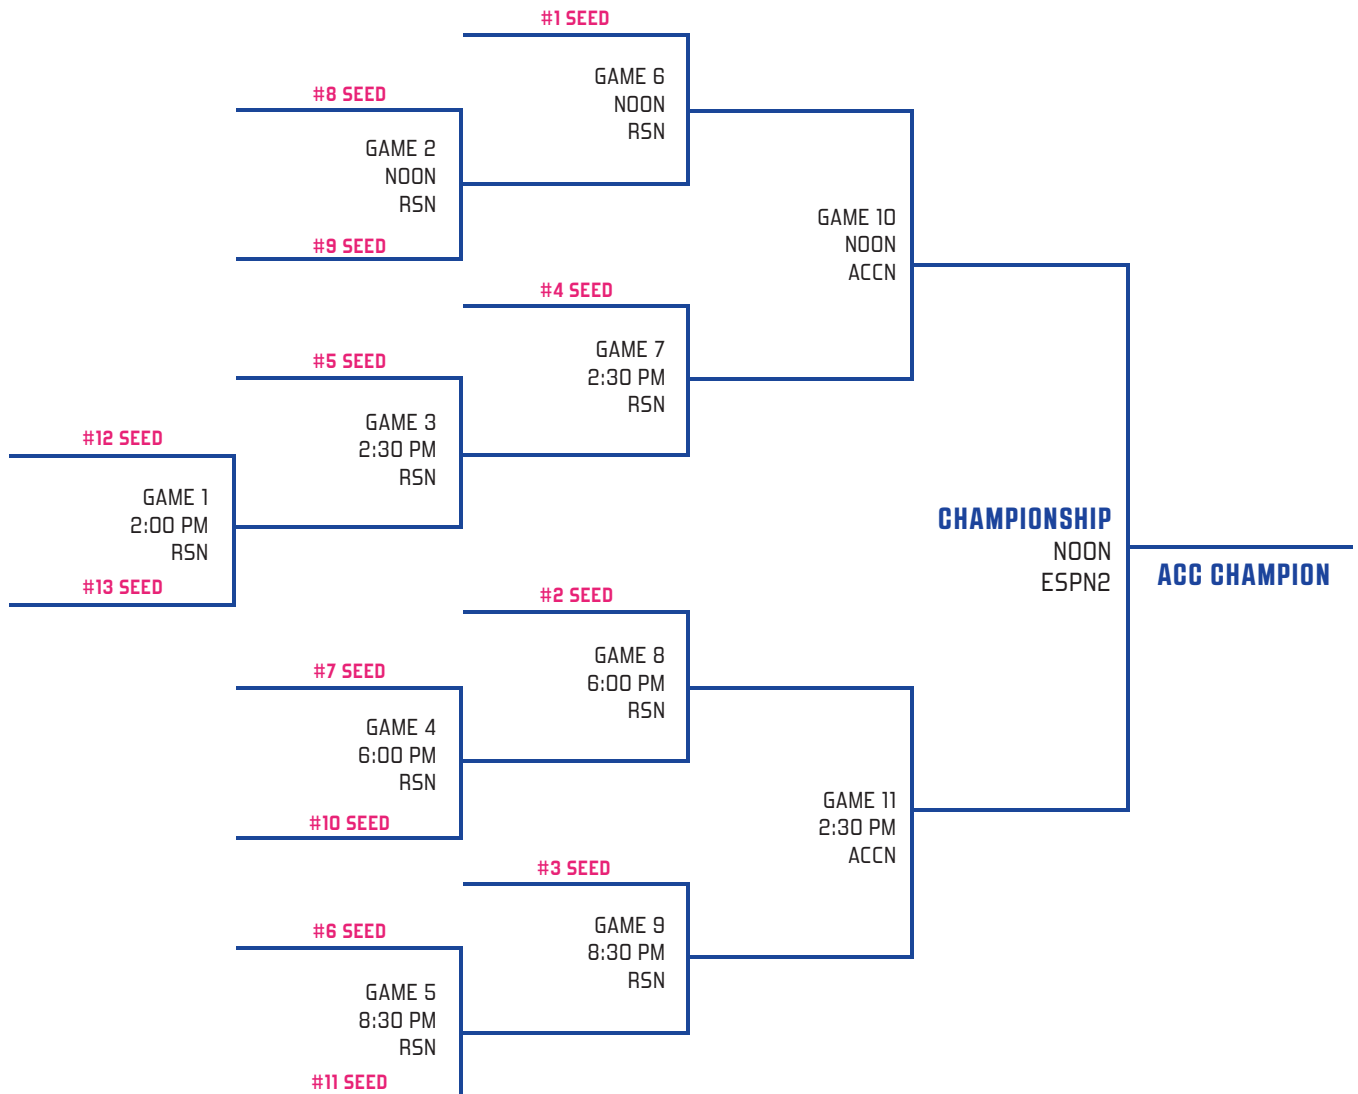 #1 SEED
GAME 6
NOON
RSN
#8 SEED
GAME 2
NOON
RSN
#9 SEED
GAME 10
NOON
ACCN
#4 SEED
GAME 7
2:30 PM
RSN
#5 SEED
GAME 3
2:30 PM
RSN
#12 SEED
GAME 1
2:00 PM
RSN
#13 SEED
CHAMPIONSHIP
NOON
ESPN2
ACC CHAMPION
#2 SEED
GAME 8
6:00 PM
RSN
#7 SEED
GAME 4
6:00 PM
RSN
#10 SEED
GAME 11
2:30 PM
ACCN
#3 SEED
GAME 9
8:30 PM
RSN
#6 SEED
GAME 5
8:30 PM
RSN
#11 SEED